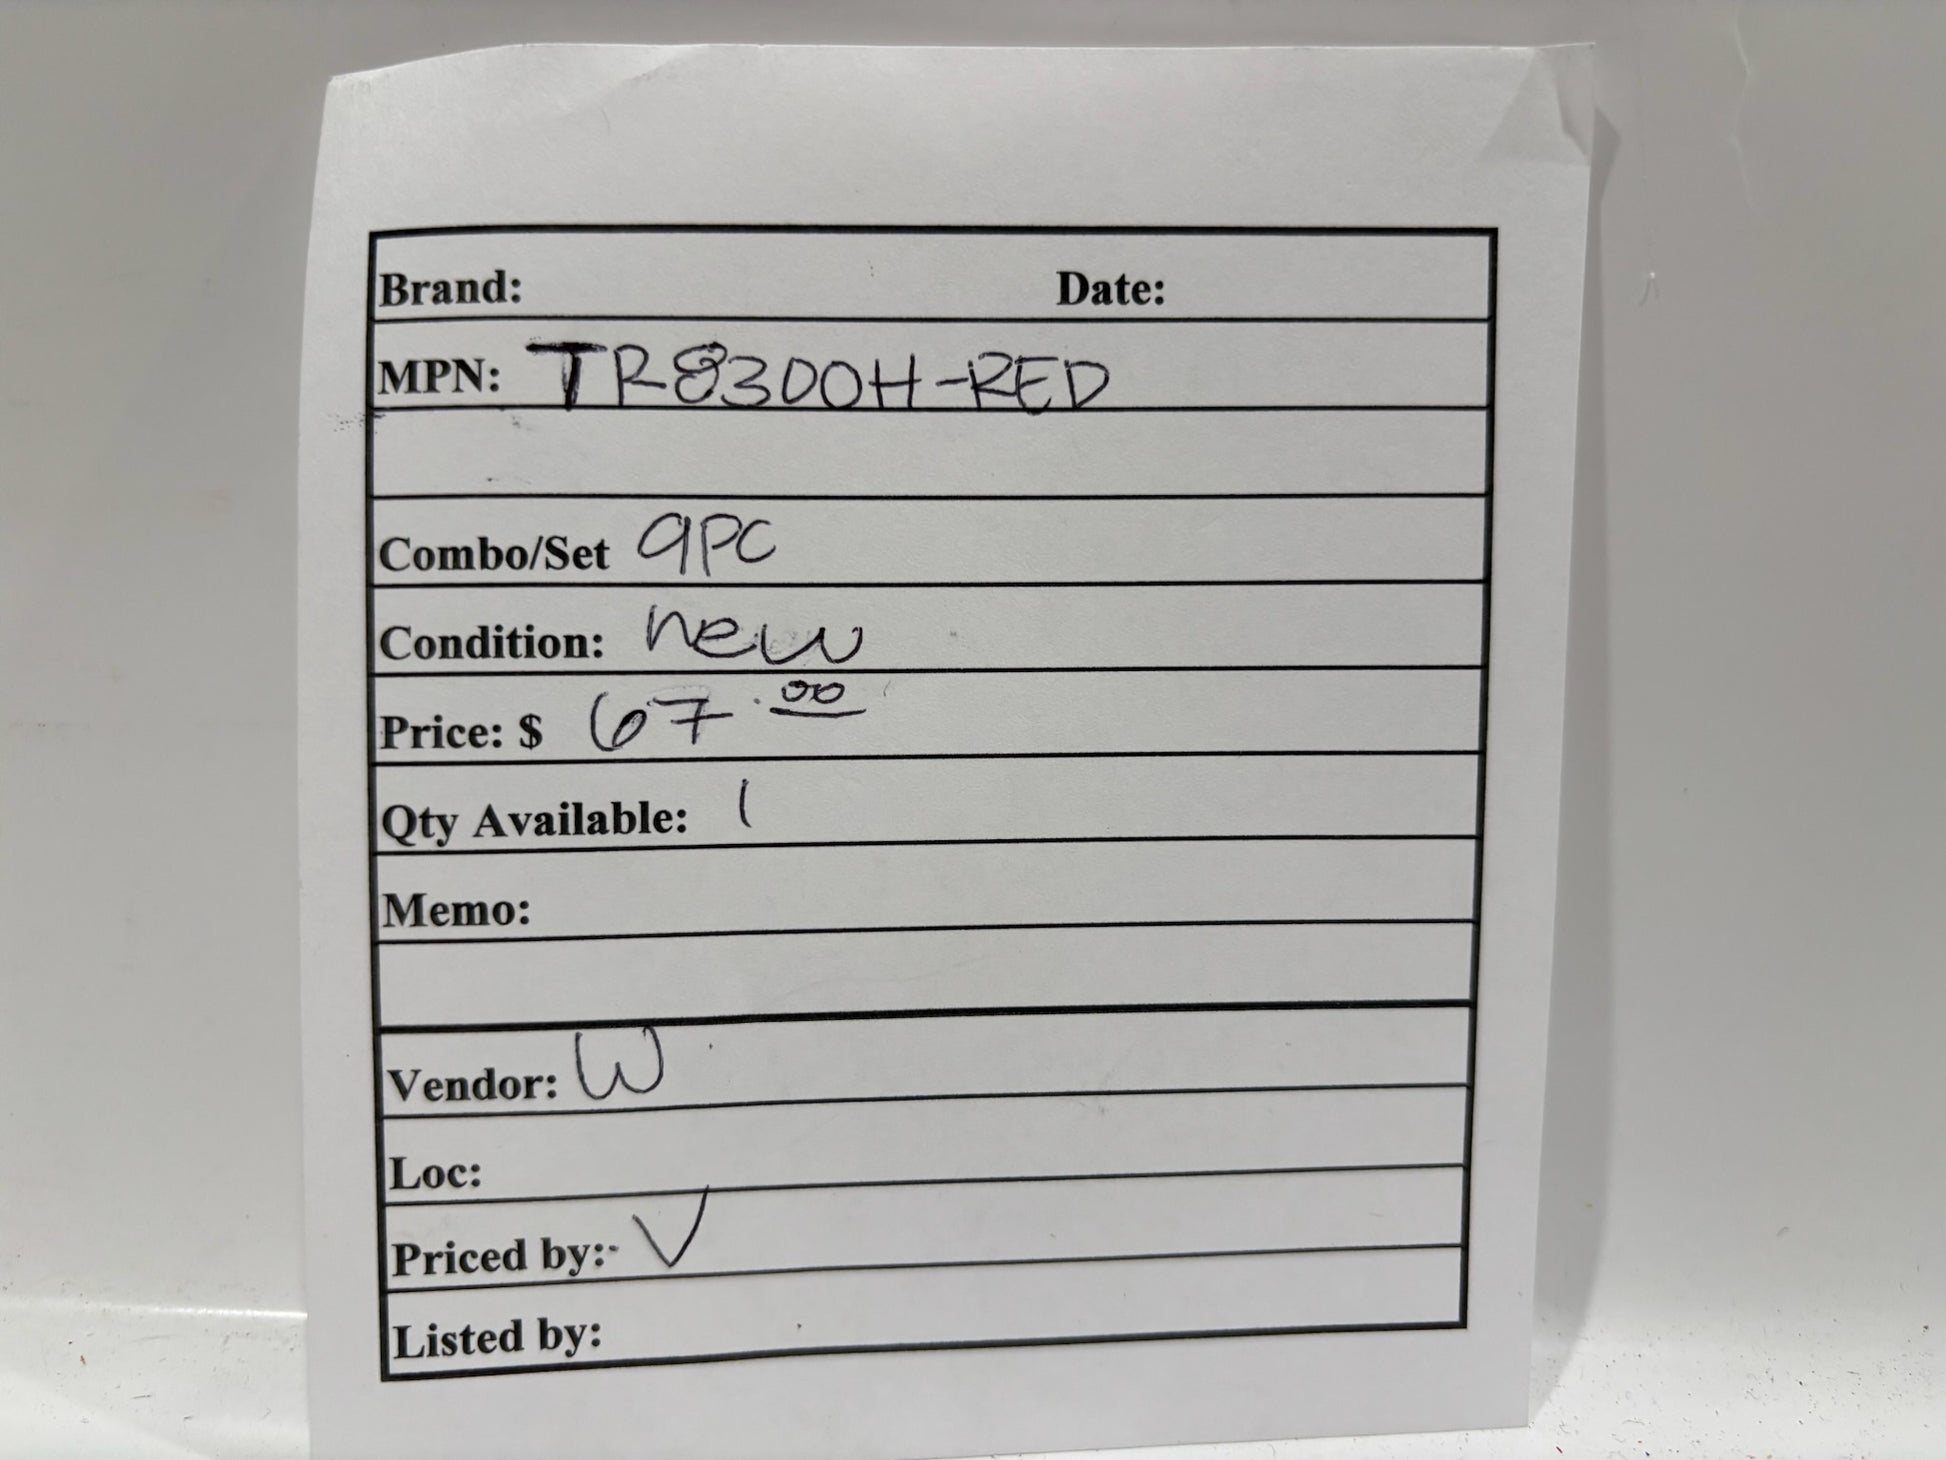 Brand: Date:
MPN: TR8300H-RED
Combo/Set 9PC
Condition: new
Price: $ 67.00
Qty Available: 1
Memo:
Vendor: W
Loc:
Priced by: V
Listed by: